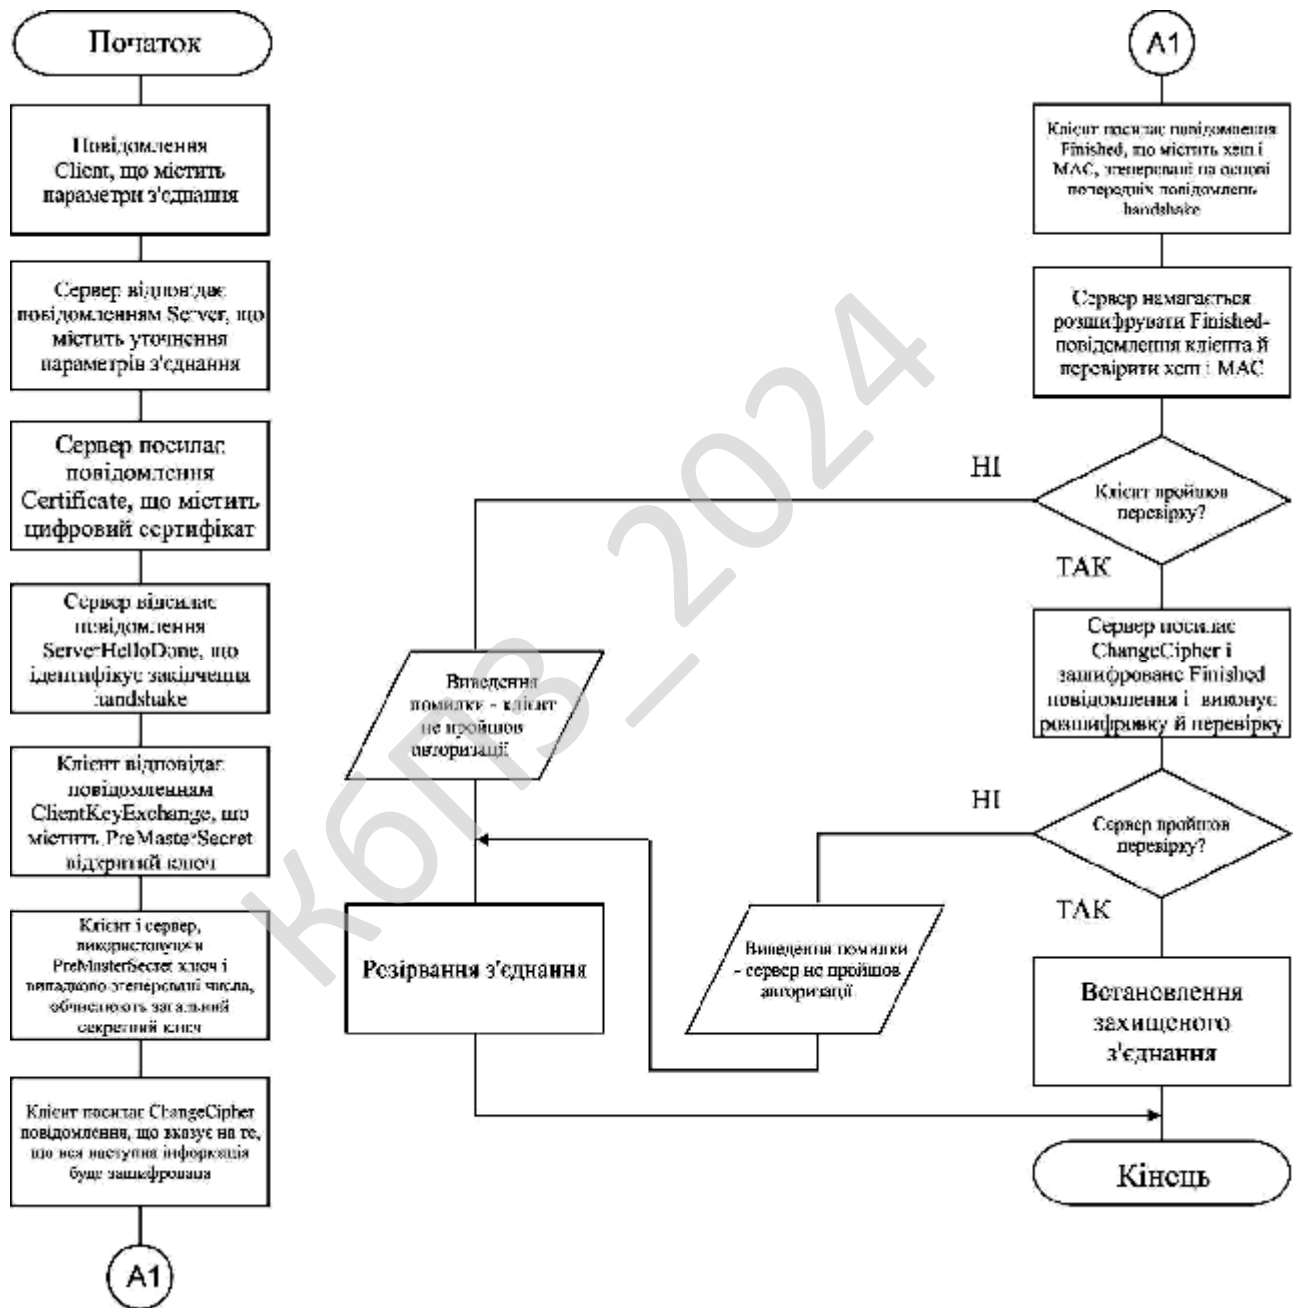 Початок
Повідомлення
Client, що містить
параметри з'єднання
Сервер відповідає
повідомленням Server, що
містить уточнення
параметрів з'єднання
Сервер посилає
повідомлення
Certificate, що містить
цифровий сертифікат
Сервер відсилає
повідомлення
ServerHelloDone, що
ідентифікує закінчення
handshake
Клієнт відповідає
повідомленням
ClientKeyExchange, що
містить PreMasterSecret
відкритий ключ
Клієнт і сервер,
використовуючи
PreMasterSecret ключ і
випадково згенеровані числа,
обчислюють загальний
секретний ключ
Клієнт посилає ChangeCipher
повідомлення, що вказує на те,
що вся наступна інформація
буде зашифрована
A1
A1
Клієнт посилає повідомлення
Finished, що містить хеш і
MAC, згенеровані на основі
попередніх повідомлень
handshake
Сервер намагається
розшифрувати Finished-
повідомлення клієнта й
перевірити хеш і MAC
Клієнт пройшов
перевірку?
НІ
ТАК
Сервер посилає
ChangeCipher і
зашифроване Finished
повідомлення і виконує
розшифровку й перевірку
Сервер пройшов
перевірку?
НІ
ТАК
Виведення
помилки - клієнт
не пройшов
авторизації
Розірвання з'єднання
Виведення помилки
- сервер не пройшов
авторизації
Встановлення
захищеного
з'єднання
Кінець
КбПЗ_2024